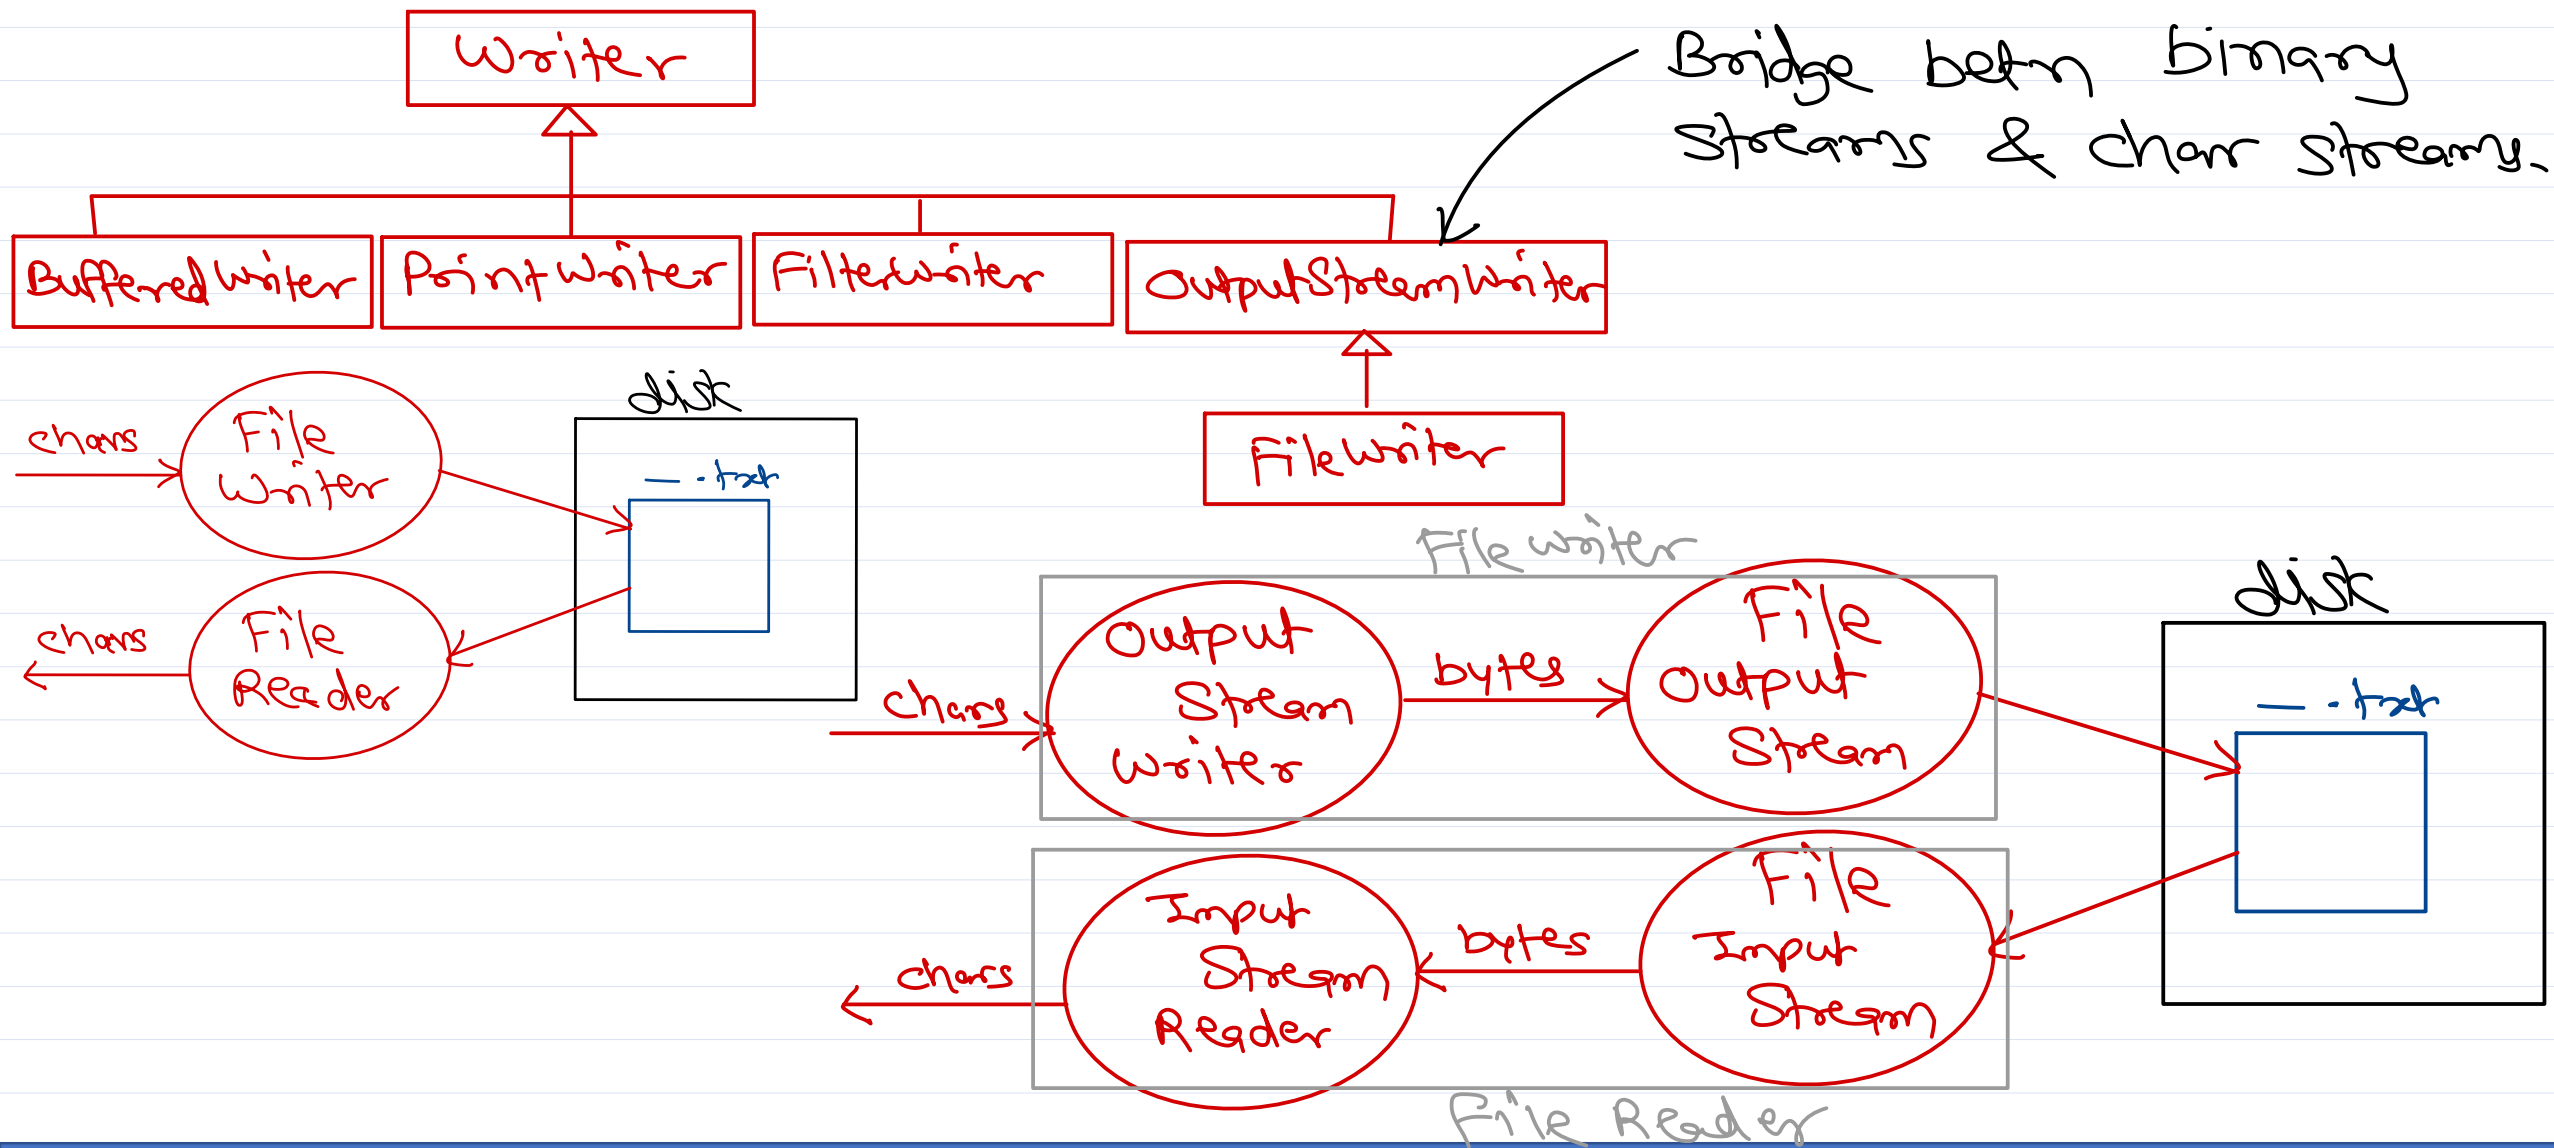 Writer
Bridge betn binary
streams & char streams.
BufferedWriter
PrintWriter
FilterWriter
OutputStreamWriter
FileWriter
disk
chars
File
Writer
.txt
chars
File
Reader
FileWriter
chars
Output
Stream
Writer
bytes
File
Output
Stream
disk
.txt
chars
Input
Stream
Reader
bytes
File
Input
Stream
File Reader